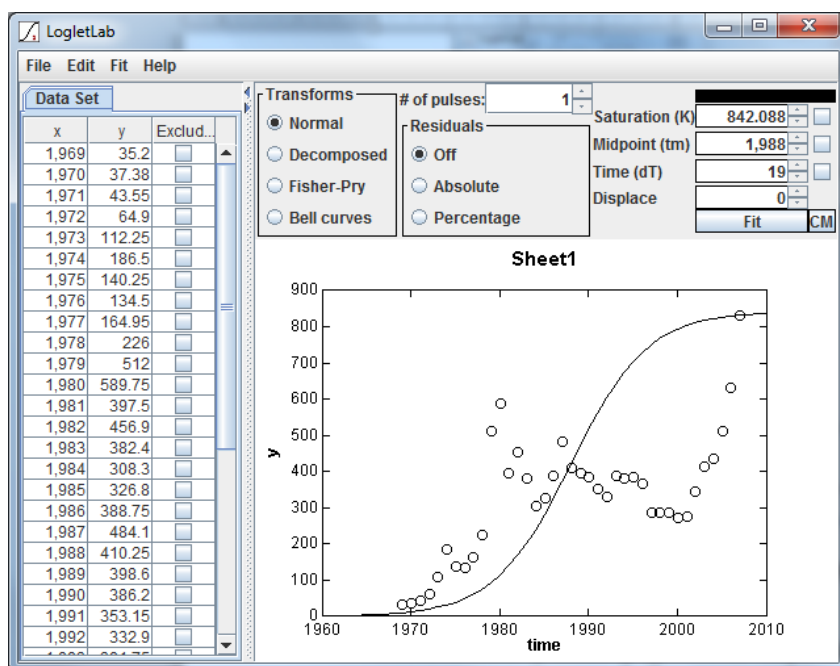 LogletLab
File Edit Fit Help
Data Set
x y Exclud...
1,969 35.2
1,970 37.38
1,971 43.55
1,972 64.9
1,973 112.25
1,974 186.5
1,975 140.25
1,976 134.5
1,977 164.95
1,978 226
1,979 512
1,980 589.75
1,981 397.5
1,982 456.9
1,983 382.4
1,984 308.3
1,985 326.8
1,986 388.75
1,987 484.1
1,988 410.25
1,989 398.6
1,990 386.2
1,991 353.15
1,992 332.9
Transforms
Normal
Decomposed
Fisher-Pry
Bell curves
# of pulses: 1
Residuals
Off
Absolute
Percentage
Saturation (K) 842.088
Midpoint (tm) 1,988
Time (dT) 19
Displace 0
Fit CM
Sheet1
900
800
700
600
500
400
300
200
100
0
y
1960 1970 1980 1990 2000 2010
time